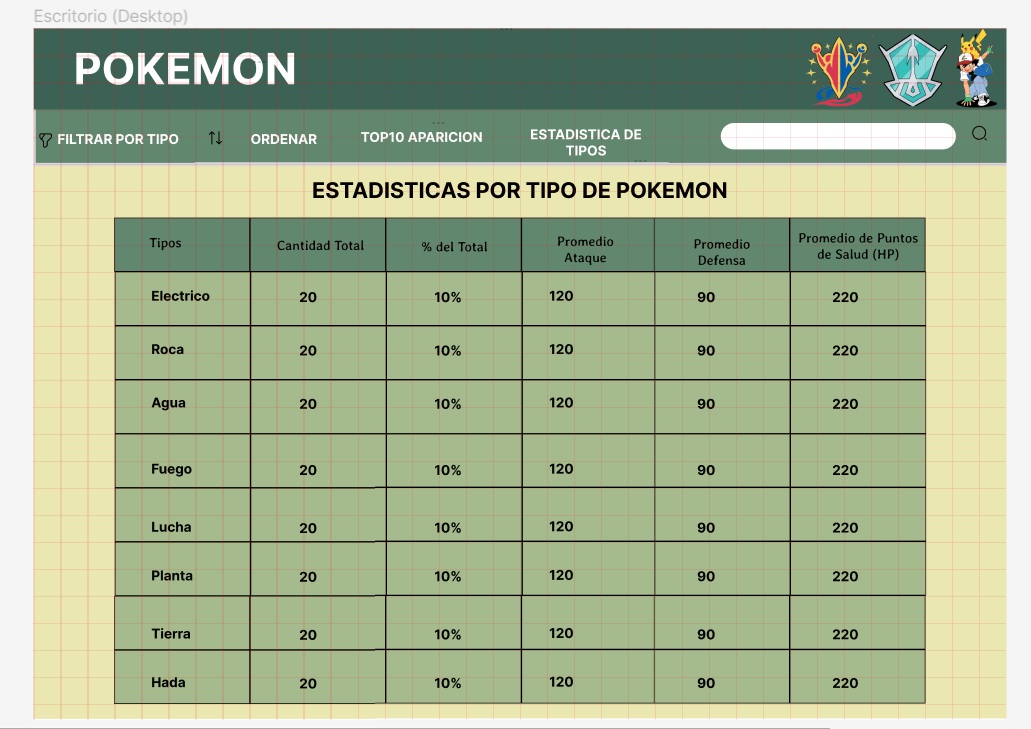 Escritorio (Desktop)
POKEMON
FILTRAR POR TIPO
ORDENAR
TOP10 APARICION
ESTADISTICA DE
TIPOS
ESTADISTICAS POR TIPO DE POKEMON
Tipos Cantidad Total % del Total Promedio Ataque Promedio Defensa Promedio de Puntos de Salud (HP)
Electrico 20 10% 120 90 220
Roca 20 10% 120 90 220
Agua 20 10% 120 90 220
Fuego 20 10% 120 90 220
Lucha 20 10% 120 90 220
Planta 20 10% 120 90 220
Tierra 20 10% 120 90 220
Hada 20 10% 120 90 220